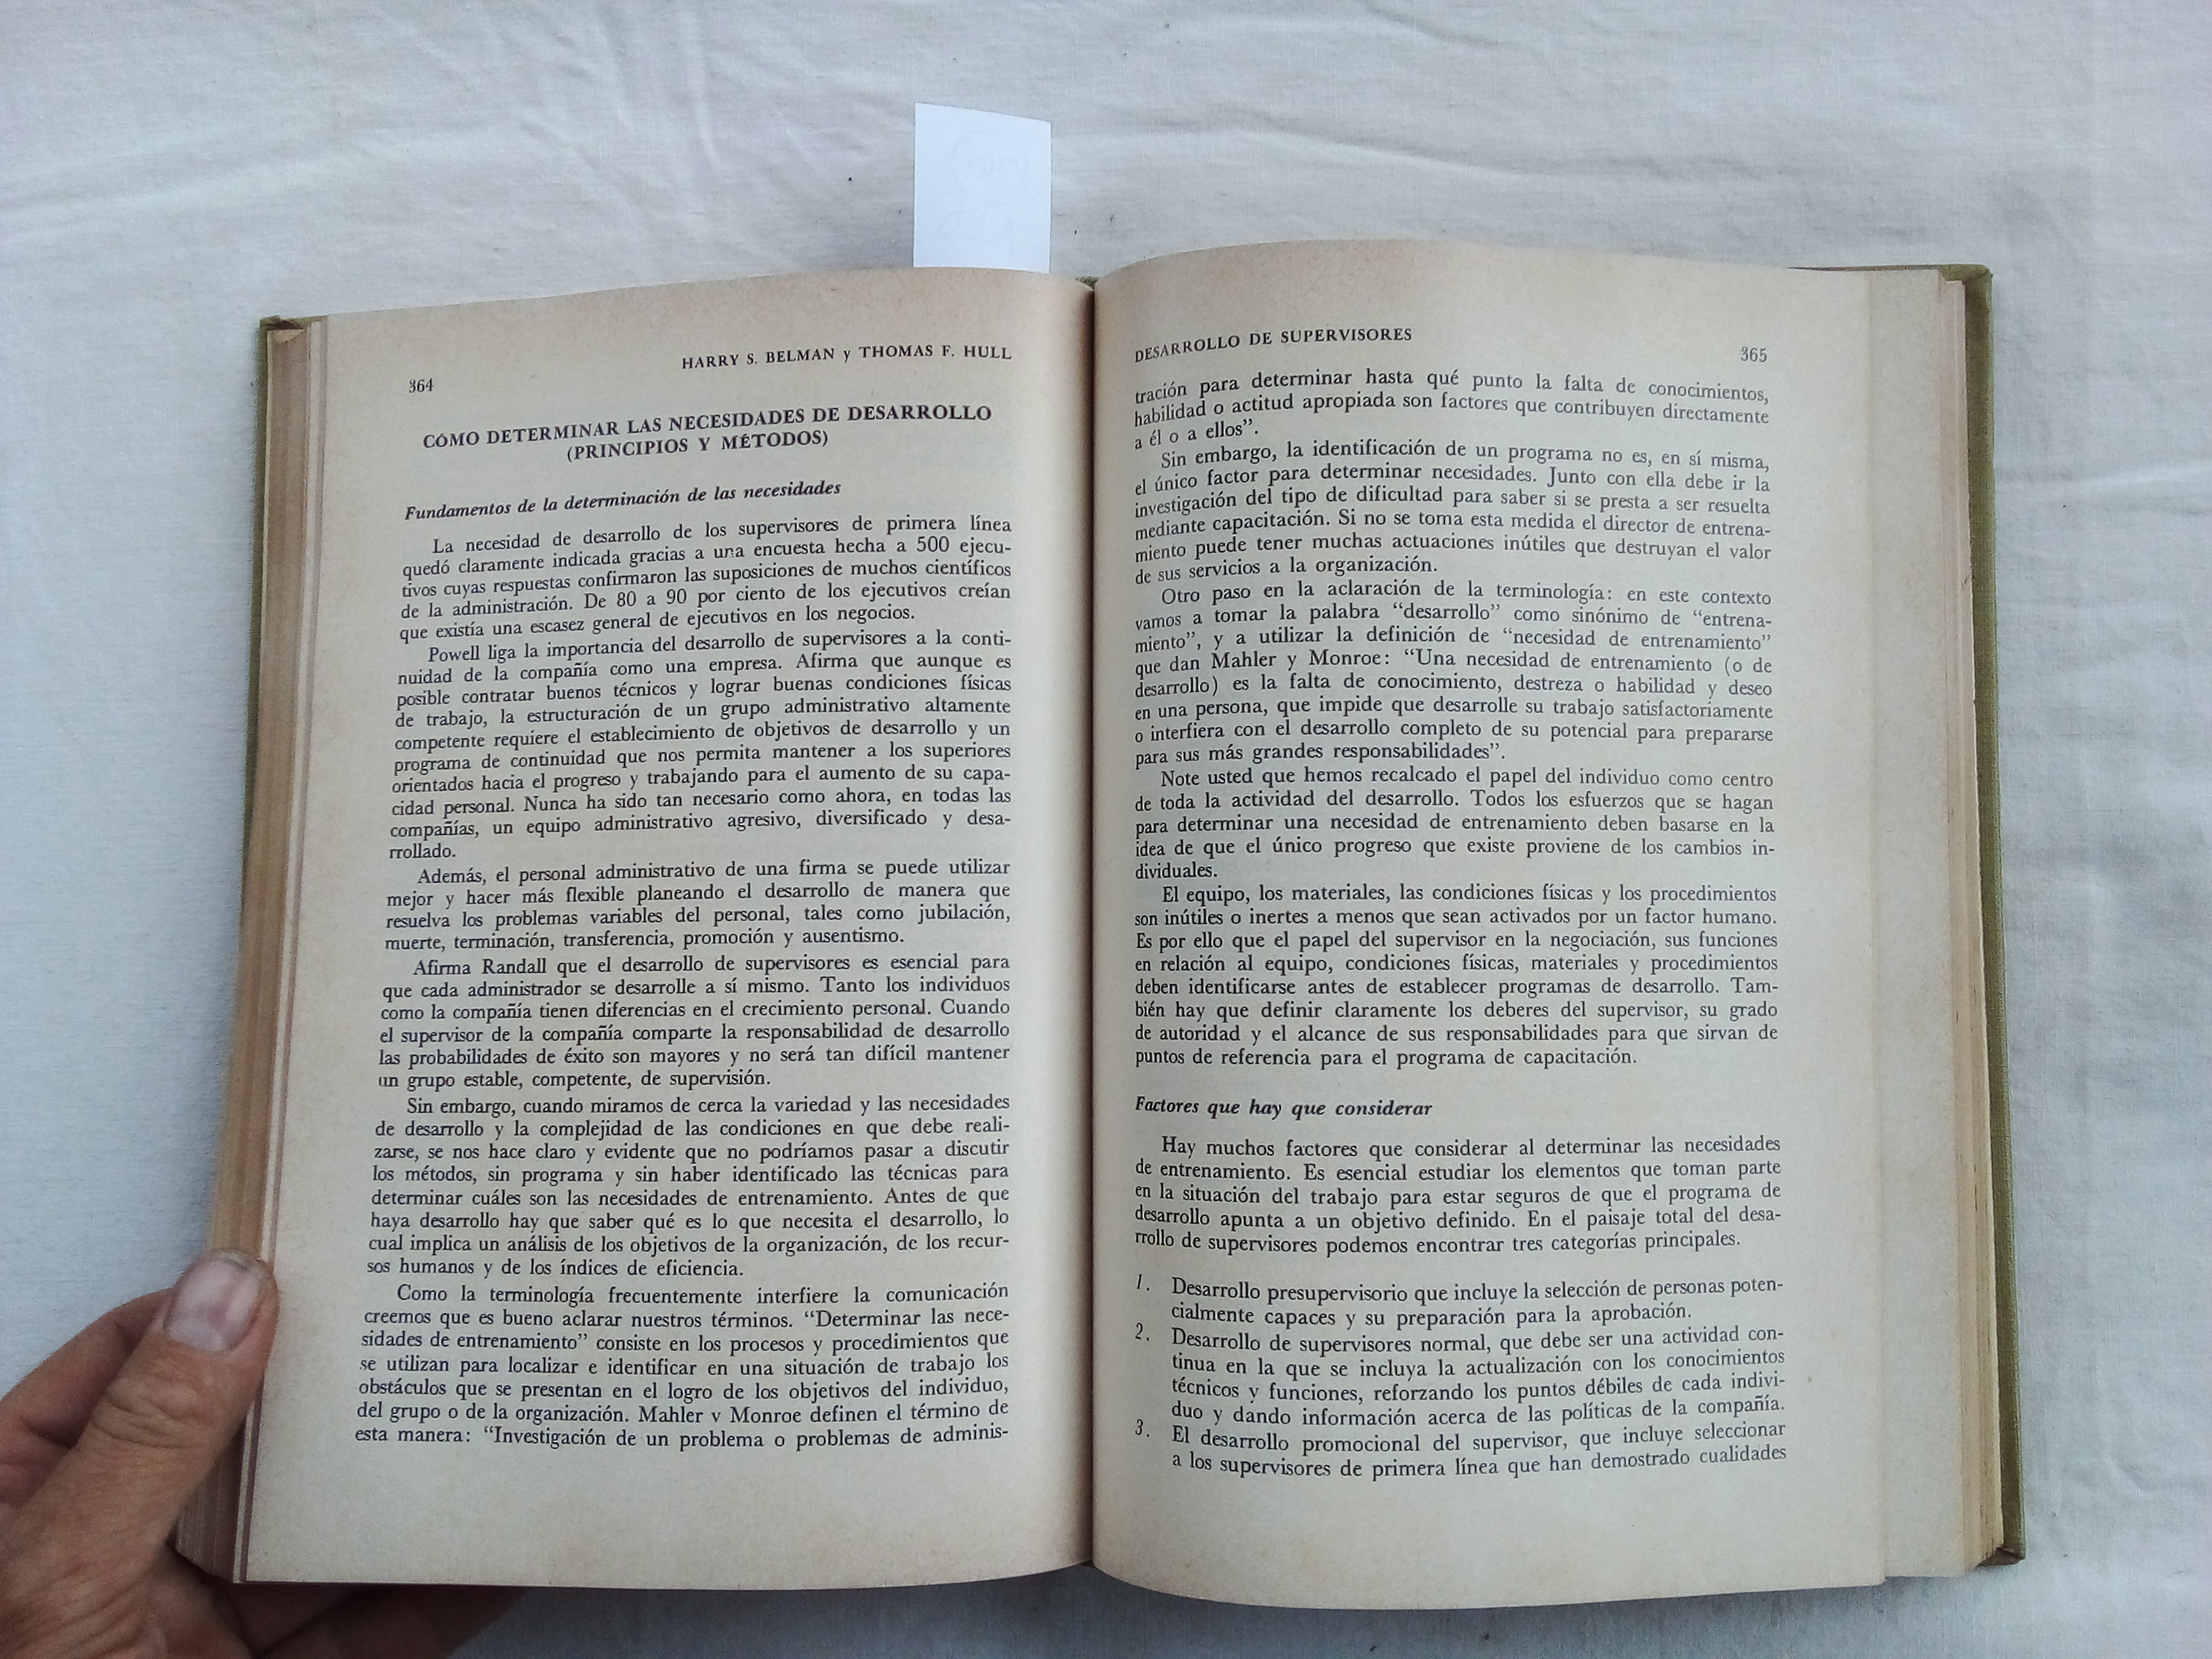 364
HARRY S. BELMAN y THOMAS F. HULL
CÓMO DETERMINAR LAS NECESIDADES DE DESARROLLO
(PRINCIPIOS Y MÉTODOS)
Fundamentos de la determinación de las necesidades
La necesidad de desarrollo de los supervisores de primera línea
quedó claramente indicada gracias a una encuesta hecha a 500 ejecu-
tivos cuyas respuestas confirmaron las suposiciones de muchos científicos
de la administración. De 80 a 90 por ciento de los ejecutivos creían
que existía una escasez general de ejecutivos en los negocios.
Powell liga la importancia del desarrollo de supervisores a la conti-
nuidad de la compañía como una empresa. Afirma que aunque es
posible contratar buenos técnicos y lograr buenas condiciones físicas
de trabajo, la estructuración de un grupo administrativo altamente
competente requiere el establecimiento de objetivos de desarrollo y un
programa de continuidad que nos permita mantener a los superiores
orientados hacia el progreso y trabajando para el aumento de su capa-
cidad personal. Nunca ha sido tan necesario como ahora, en todas las
compañías, un equipo administrativo agresivo, diversificado y desa-
rrollado.
Además, el personal administrativo de una firma se puede utilizar
mejor y hacer más flexible planeando el desarrollo de manera que
resuelva los problemas variables del personal, tales como jubilación,
muerte, terminación, transferencia, promoción y ausentismo.
Afirma Randall que el desarrollo de supervisores es esencial para
que cada administrador se desarrolle a sí mismo. Tanto los individuos
como la compañía tienen diferencias en el crecimiento personal. Cuando
el supervisor de la compañía comparte la responsabilidad de desarrollo
las probabilidades de éxito son mayores y no será tan difícil mantener
un grupo estable, competente, de supervisión.
Sin embargo, cuando miramos de cerca la variedad y las necesidades
de desarrollo y la complejidad de las condiciones en que debe reali-
zarse, se nos hace claro y evidente que no podríamos pasar a discutir
los métodos, sin programa y sin haber identificado las técnicas para
determinar cuáles son las necesidades de entrenamiento. Antes de que
haya desarrollo hay que saber qué es lo que necesita el desarrollo, lo
cual implica un análisis de los objetivos de la organización, de los recur-
sos humanos y de los índices de eficiencia.
Como la terminología frecuentemente interfiere la comunicación
creemos que es bueno aclarar nuestros términos. “Determinar las nece-
sidades de entrenamiento” consiste en los procesos y procedimientos que
se utilizan para localizar e identificar en una situación de trabajo los
obstáculos que se presentan en el logro de los objetivos del individuo,
del grupo o de la organización. Mahler y Monroe definen el término de
esta manera: “Investigación de un problema o problemas de adminis-
DESARROLLO DE SUPERVISORES
365
tración para determinar hasta qué punto la falta de conocimientos,
habilidad o actitud apropiada son factores que contribuyen directamente
a él o a ellos”.
Sin embargo, la identificación de un programa no es, en sí misma,
el único factor para determinar necesidades. Junto con ella debe ir la
investigación del tipo de dificultad para saber si se presta a ser resuelta
mediante capacitación. Si no se toma esta medida el director de entrena-
miento puede tener muchas actuaciones inútiles que destruyan el valor
de sus servicios a la organización.
Otro paso en la aclaración de la terminología: en este contexto
vamos a tomar la palabra “desarrollo” como sinónimo de “entrena-
miento”, y a utilizar la definición de “necesidad de entrenamiento”
que dan Mahler y Monroe: “Una necesidad de entrenamiento (o de
desarrollo) es la falta de conocimiento, destreza o habilidad y deseo
en una persona, que impide que desarrolle su trabajo satisfactoriamente
o interfiera con el desarrollo completo de su potencial para prepararse
para sus más grandes responsabilidades”.
Note usted que hemos recalcado el papel del individuo como centro
de toda la actividad del desarrollo. Todos los esfuerzos que se hagan
para determinar una necesidad de entrenamiento deben basarse en la
idea de que el único progreso que existe proviene de los cambios in-
dividuales.
El equipo, los materiales, las condiciones físicas y los procedimientos
son inútiles o inertes a menos que sean activados por un factor humano.
Es por ello que el papel del supervisor en la negociación, sus funciones
en relación al equipo, condiciones físicas, materiales y procedimientos
deben identificarse antes de establecer programas de desarrollo. Tam-
bién hay que definir claramente los deberes del supervisor, su grado
de autoridad y el alcance de sus responsabilidades para que sirvan de
puntos de referencia para el programa de capacitación.
Factores que hay que considerar
Hay muchos factores que considerar al determinar las necesidades
de entrenamiento. Es esencial estudiar los elementos que toman parte
en la situación del trabajo para estar seguros de que el programa de
desarrollo apunta a un objetivo definido. En el paisaje total del desa-
rrollo de supervisores podemos encontrar tres categorías principales.
1. Desarrollo presupervisorio que incluye la selección de personas poten-
cialmente capaces y su preparación para la aprobación.
2. Desarrollo de supervisores normal, que debe ser una actividad con-
tinua en la que se incluya la actualización con los conocimientos
técnicos y funciones, reforzando los puntos débiles de cada indivi-
duo y dando información acerca de las políticas de la compañía.
3. El desarrollo promocional del supervisor, que incluye seleccionar
a los supervisores de primera línea que han demostrado cualidades